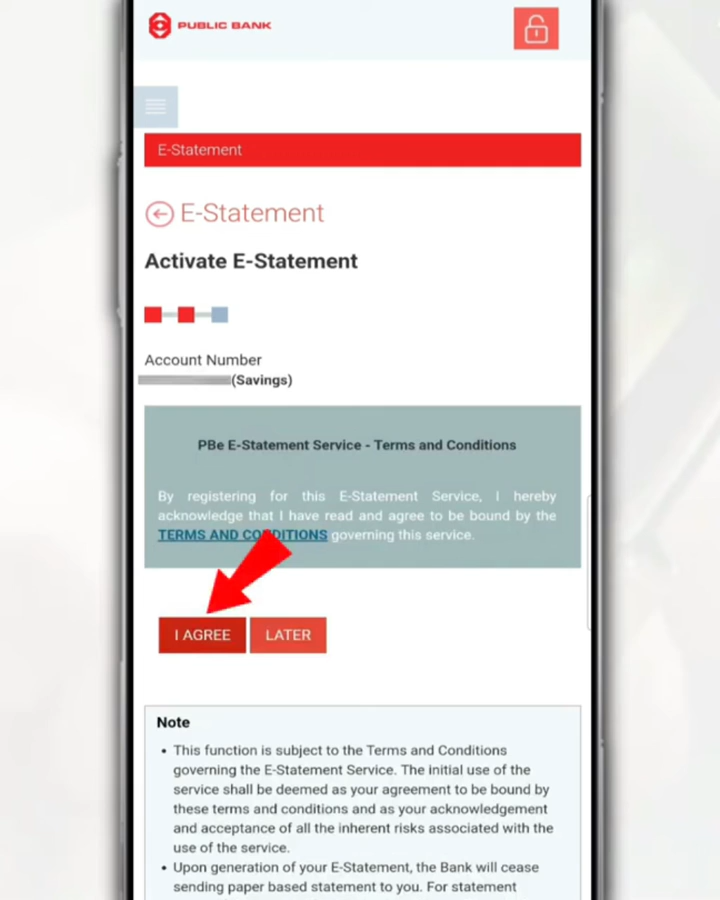 PUBLIC BANK
E-Statement
E-Statement
Activate E-Statement
Account Number
(Savings)
PBe E-Statement Service - Terms and Conditions
By registering for this E-Statement Service, I hereby
acknowledge that I have read and agree to be bound by the
TERMS AND CONDITIONS governing this service.
I AGREE LATER
Note
• This function is subject to the Terms and Conditions
governing the E-Statement Service. The initial use of the
service shall be deemed as your agreement to be bound by
these terms and conditions and as your acknowledgement
and acceptance of all the inherent risks associated with the
use of the service.
• Upon generation of your E-Statement, the Bank will cease
sending paper based statement to you. For statement